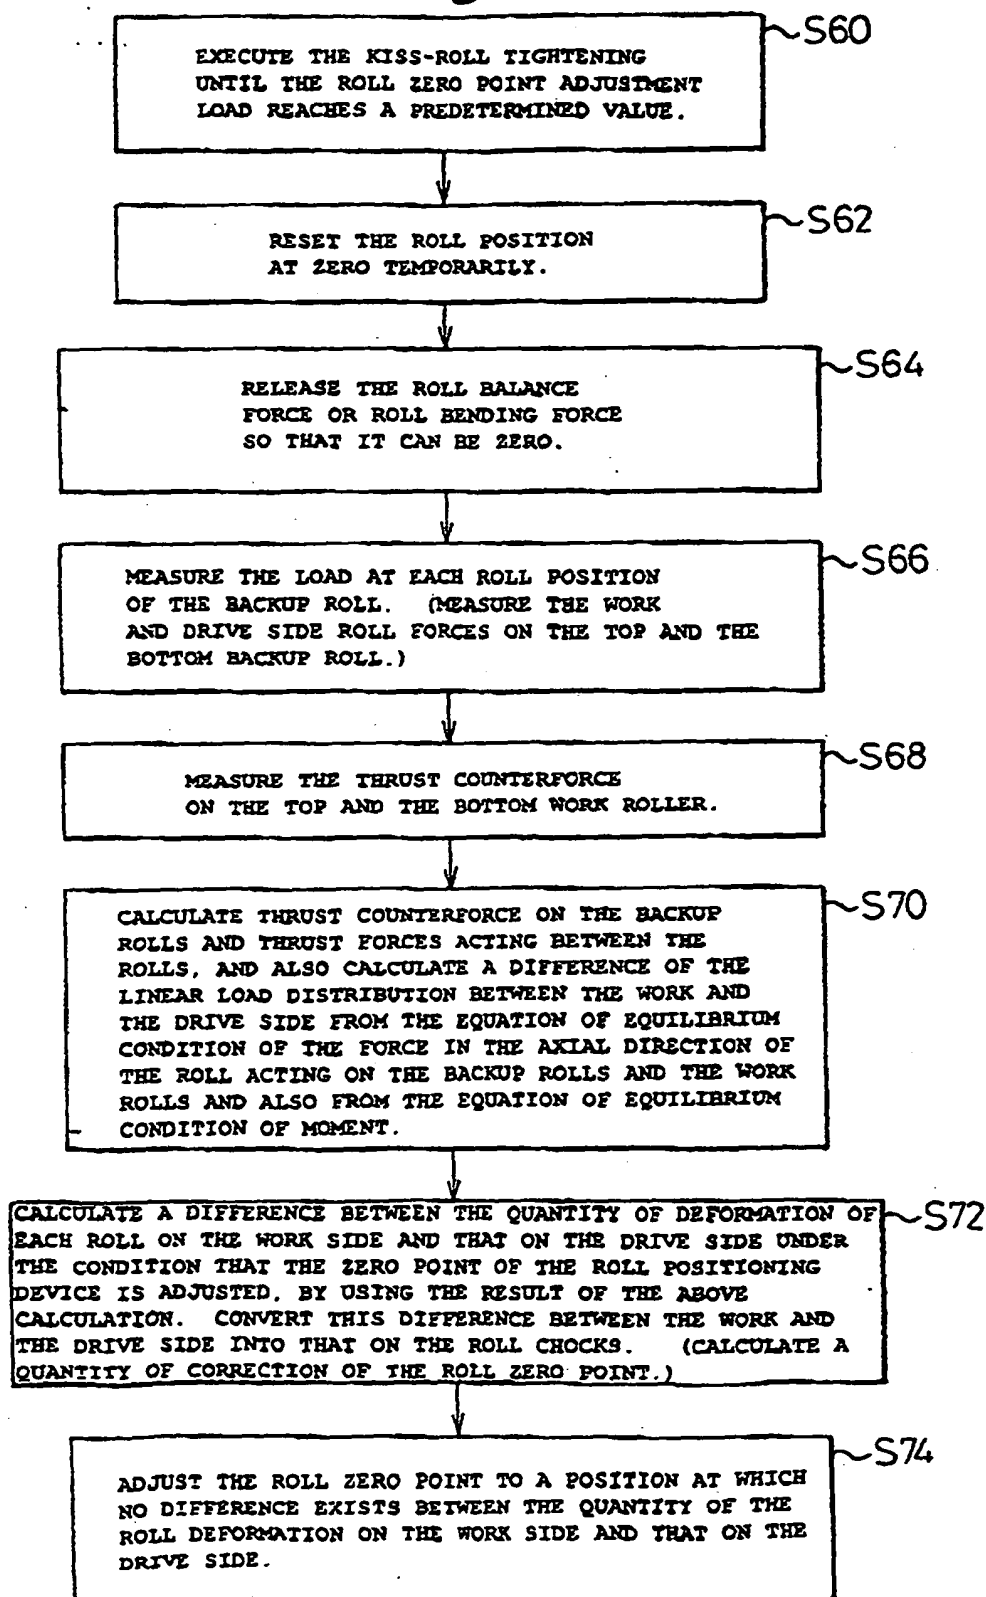 S60
EXECUTE THE KISS-ROLL TIGHTENING
UNTIL THE ROLL ZERO POINT ADJUSTMENT
LOAD REACHES A PREDETERMINED VALUE.
S62
RESET THE ROLL POSITION
AT ZERO TEMPORARILY.
S64
RELEASE THE ROLL BALANCE
FORCE OR ROLL BENDING FORCE
SO THAT IT CAN BE ZERO.
S66
MEASURE THE LOAD AT EACH ROLL POSITION
OF THE BACKUP ROLL. (MEASURE THE WORK
AND DRIVE SIDE ROLL FORCES ON THE TOP AND THE
BOTTOM BACKUP ROLL.)
S68
MEASURE THE THRUST COUNTERFORCE
ON THE TOP AND THE BOTTOM WORK ROLLER.
S70
CALCULATE THRUST COUNTERFORCE ON THE BACKUP
ROLLS AND THRUST FORCES ACTING BETWEEN THE
ROLLS, AND ALSO CALCULATE A DIFFERENCE OF THE
LINEAR LOAD DISTRIBUTION BETWEEN THE WORK AND
THE DRIVE SIDE FROM THE EQUATION OF EQUILIBRIUM
CONDITION OF THE FORCE IN THE AXIAL DIRECTION OF
THE ROLL ACTING ON THE BACKUP ROLLS AND THE WORK
ROLLS AND ALSO FROM THE EQUATION OF EQUILIBRIUM
CONDITION OF MOMENT.
S72
CALCULATE A DIFFERENCE BETWEEN THE QUANTITY OF DEFORMATION OF
EACH ROLL ON THE WORK SIDE AND THAT ON THE DRIVE SIDE UNDER
THE CONDITION THAT THE ZERO POINT OF THE ROLL POSITIONING
DEVICE IS ADJUSTED, BY USING THE RESULT OF THE ABOVE
CALCULATION. CONVERT THIS DIFFERENCE BETWEEN THE WORK AND
THE DRIVE SIDE INTO THAT ON THE ROLL CHOCKS. (CALCULATE A
QUANTITY OF CORRECTION OF THE ROLL ZERO POINT.)
S74
ADJUST THE ROLL ZERO POINT TO A POSITION AT WHICH
NO DIFFERENCE EXISTS BETWEEN THE QUANTITY OF THE
ROLL DEFORMATION ON THE WORK SIDE AND THAT ON THE
DRIVE SIDE.